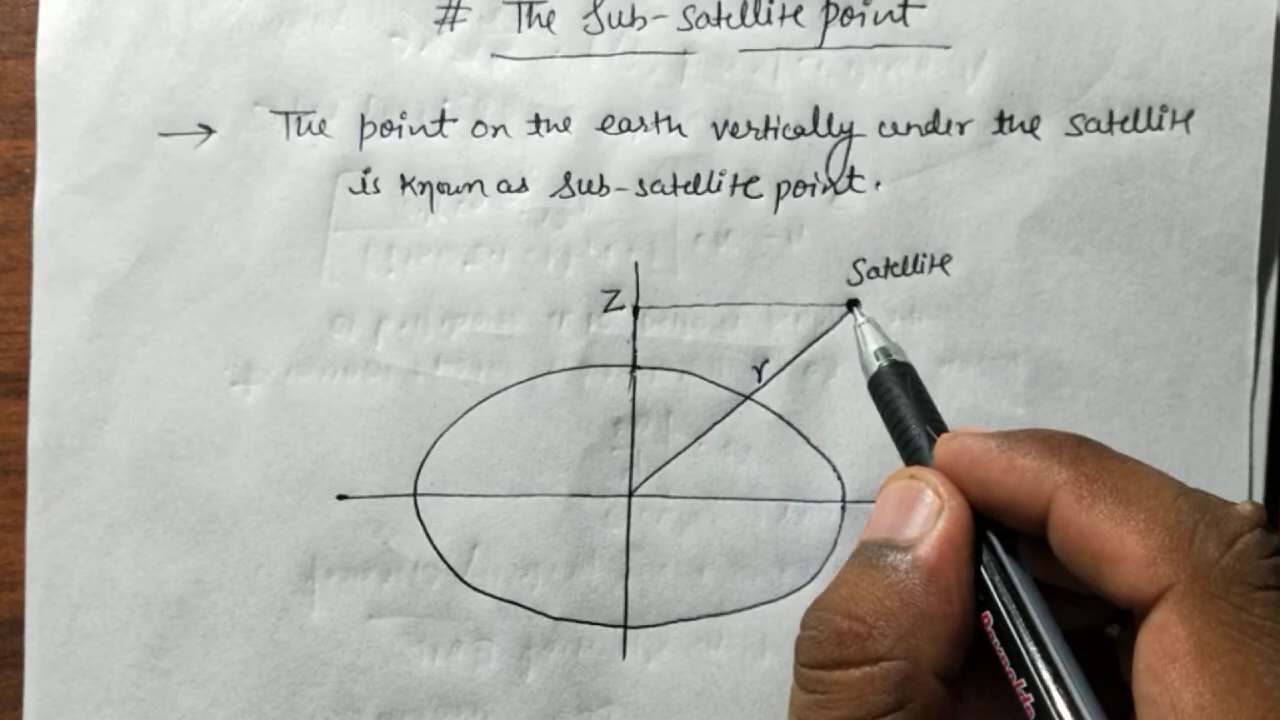 # The Sub-satellite point
→ The point on the earth vertically under the satellite
is known as Sub-satellite point.
Satellite
Z
r
Reynolds